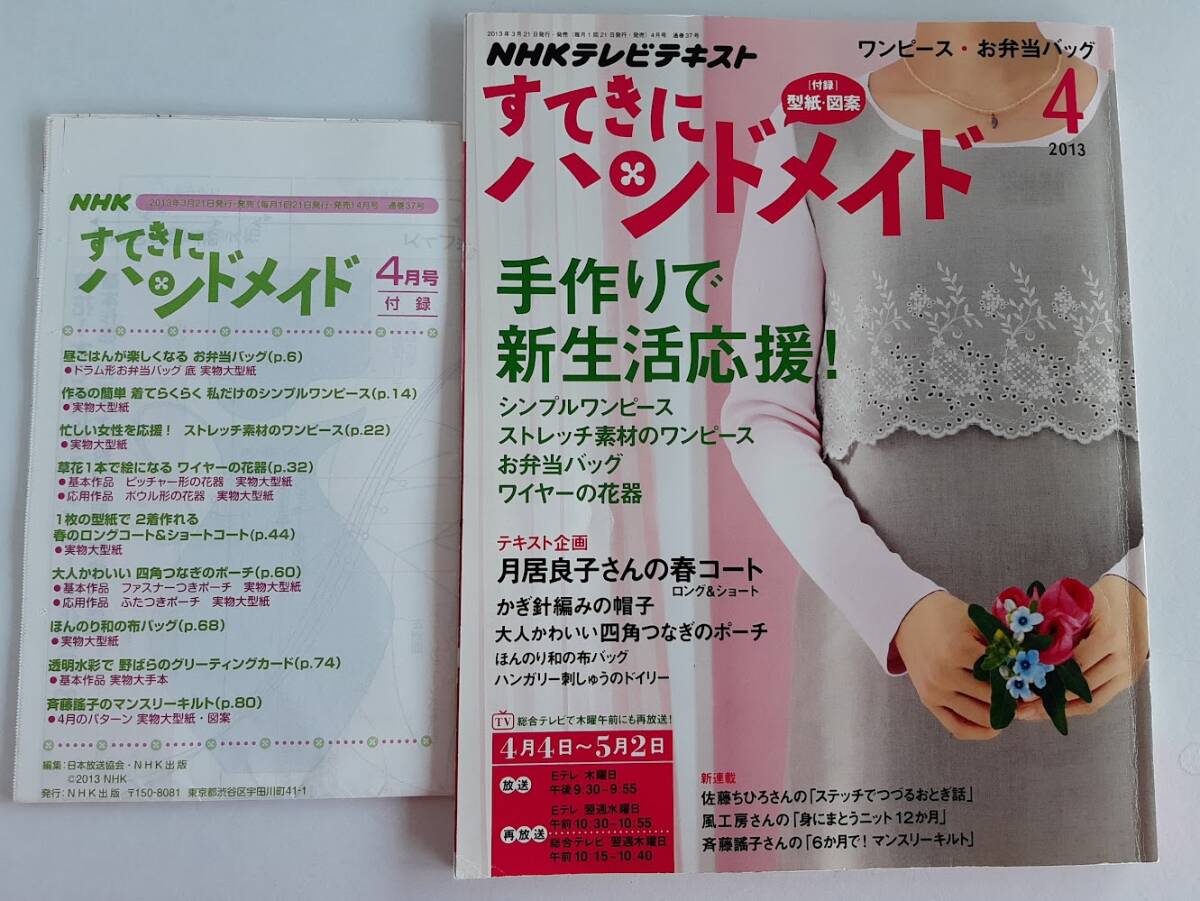 NHK
2013年3月21日発行・発売(毎月1回21日発行・発売)4月号 通巻37号
すてきに
ハンドメイド
4月号
付録
昼ごはんが楽しくなる お弁当バッグ(p.6)
●ドラム形お弁当バッグ 底 実物大型紙
作るの簡単 着てらくらく 私だけのシンプルワンピース(p.14)
●実物大型紙
忙しい女性を応援! ストレッチ素材のワンピース(p.22)
●実物大型紙
草花1本で絵になる ワイヤーの花器(p.32)
●基本作品 ピッチャー形の花器 実物大型紙
●応用作品 ボウル形の花器 実物大型紙
1枚の型紙で 2着作れる
春のロングコート&ショートコート(p.44)
●実物大型紙
大人かわいい 四角つなぎのポーチ(p.60)
●基本作品 ファスナーつきポーチ 実物大型紙
●応用作品 ふたつきポーチ 実物大型紙
ほんのり和の布バッグ(p.68)
●実物大型紙
透明水彩で 野ばらのグリーティングカード(p.74)
●基本作品 実物大手本
斉藤謠子のマンスリーキルト(p.80)
●4月のパターン 実物大型紙・図案
編集:日本放送協会・NHK出版
©2013 NHK
発行:NHK出版 〒150-8081 東京都渋谷区宇田川町41-1
2013年3月21日発行・発売(毎月1回21日発行・発売)4月号 通巻37号
NHKテレビテキスト
ワンピース・お弁当バッグ
[付録]
型紙・図案
4
2013
すてきに
ハンドメイド
手作りで
新生活応援!
シンプルワンピース
ストレッチ素材のワンピース
お弁当バッグ
ワイヤーの花器
テキスト企画
月居良子さんの春コート
ロング&ショート
かぎ針編みの帽子
大人かわいい四角つなぎのポーチ
ほんのり和の布バッグ
ハンガリー刺しゅうのドイリー
TV 総合テレビで木曜午前にも再放送!
4月4日~5月2日
放送 Eテレ 木曜日
午後9:30-9:55
再放送 Eテレ 翌週水曜日
午前10:30-10:55
総合テレビ 翌週木曜日
午前10:15-10:40
新連載
佐藤ちひろさんの「ステッチでつづるおとぎ話」
風工房さんの「身にまとうニット12か月」
斉藤謠子さんの「6か月で! マンスリーキルト」